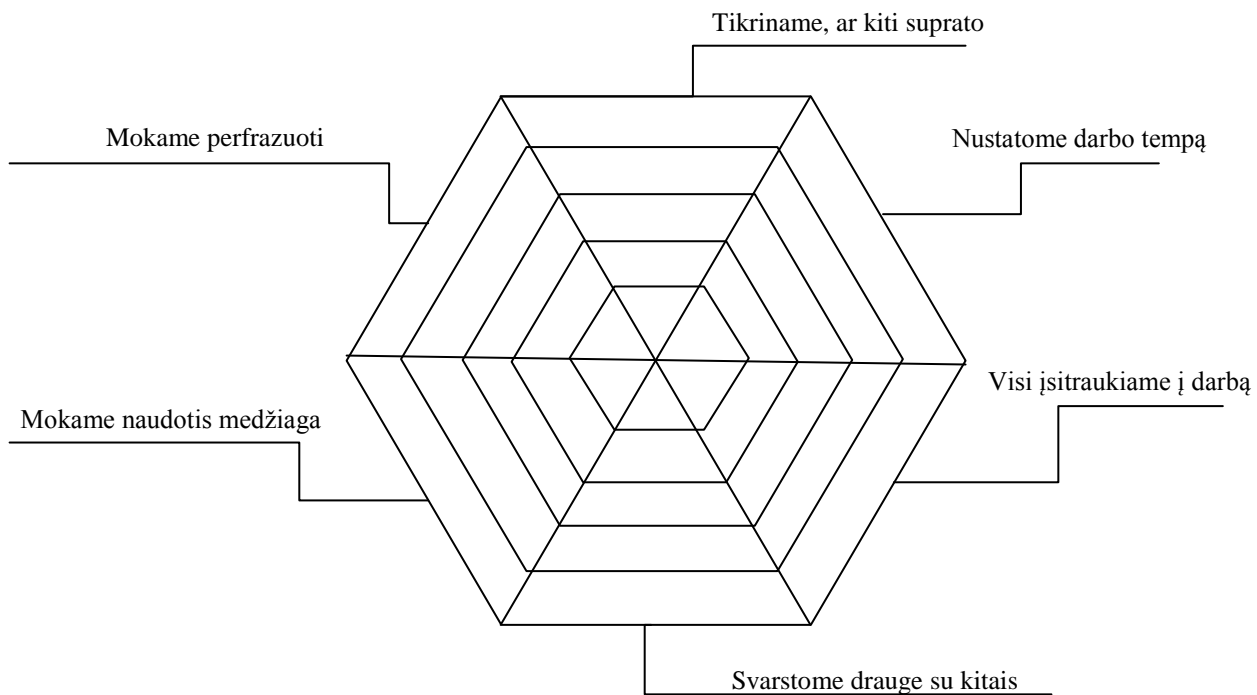 Tikriname, ar kiti suprato
Mokame perfrazuoti
Nustatome darbo tempą
Visi įsitraukiame į darbą
Mokame naudotis medžiaga
Svarstome drauge su kitais